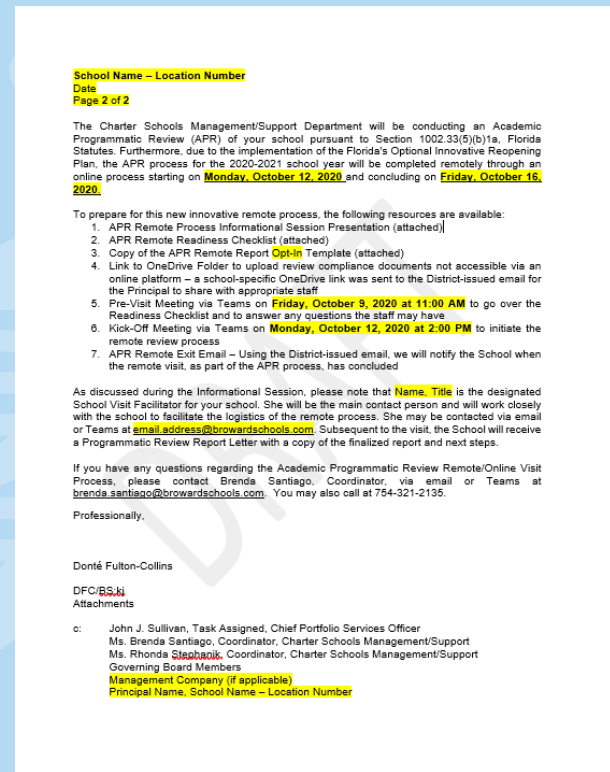 School Name – Location Number
Date
Page 2 of 2
The Charter Schools Management/Support Department will be conducting an Academic
Programmatic Review (APR) of your school pursuant to Section 1002.33(5)(b)1a, Florida
Statutes. Furthermore, due to the implementation of the Florida's Optional Innovative Reopening
Plan, the APR process for the 2020-2021 school year will be completed remotely through an
online process starting on Monday, October 12, 2020 and concluding on Friday, October 16,
2020.
To prepare for this new innovative remote process, the following resources are available:
1. APR Remote Process Informational Session Presentation (attached)
2. APR Remote Readiness Checklist (attached)
3. Copy of the APR Remote Report Opt-In Template (attached)
4. Link to OneDrive Folder to upload review compliance documents not accessible via an
online platform – a school-specific OneDrive link was sent to the District-issued email for
the Principal to share with appropriate staff
5. Pre-Visit Meeting via Teams on Friday, October 9, 2020 at 11:00 AM to go over the
Readiness Checklist and to answer any questions the staff may have
6. Kick-Off Meeting via Teams on Monday, October 12, 2020 at 2:00 PM to initiate the
remote review process
7. APR Remote Exit Email – Using the District-issued email, we will notify the School when
the remote visit, as part of the APR process, has concluded
As discussed during the Informational Session, please note that Name, Title is the designated
School Visit Facilitator for your school. She will be the main contact person and will work closely
with the school to facilitate the logistics of the remote process. She may be contacted via email
or Teams at email.address@browardschools.com. Subsequent to the visit, the School will receive
a Programmatic Review Report Letter with a copy of the finalized report and next steps.
If you have any questions regarding the Academic Programmatic Review Remote/Online Visit
Process, please contact Brenda Santiago, Coordinator, via email or Teams at
brenda.santiago@browardschools.com. You may also call at 754-321-2135.
Professionally,
Donté Fulton-Collins
DFC/BS:kj
Attachments
c: John J. Sullivan, Task Assigned, Chief Portfolio Services Officer
Ms. Brenda Santiago, Coordinator, Charter Schools Management/Support
Ms. Rhonda Stephanik, Coordinator, Charter Schools Management/Support
Governing Board Members
Management Company (if applicable)
Principal Name, School Name – Location Number
DRAFT